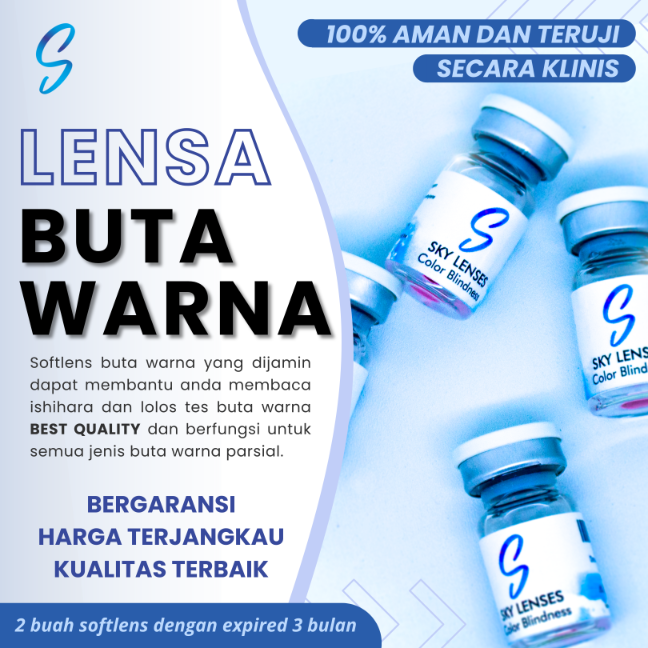 S
100% AMAN DAN TERUJI
SECARA KLINIS
LENSA
BUTA
WARNA
Softlens buta warna yang dijamin
dapat membantu anda membaca
ishihara dan lolos tes buta warna
BEST QUALITY dan berfungsi untuk
semua jenis buta warna parsial.
BERGARANSI
HARGA TERJANGKAU
KUALITAS TERBAIK
2 buah softlens dengan expired 3 bulan
S
SKY LENSES
Color Blindness
S
SKY LENSE
Color Blind
S
SKY LENSES
Color Blindness